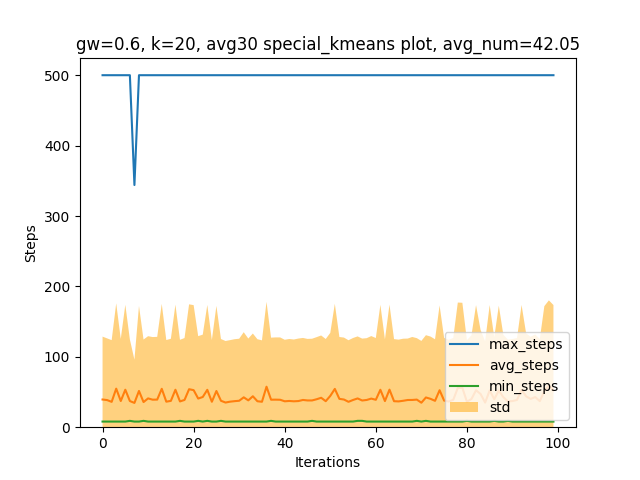 gw=0.6, k=20, avg30 special_kmeans plot, avg_num=42.05
500
400
300
200
100
0
Steps
max_steps
avg_steps
min_steps
std
0 20 40 60 80 100
Iterations